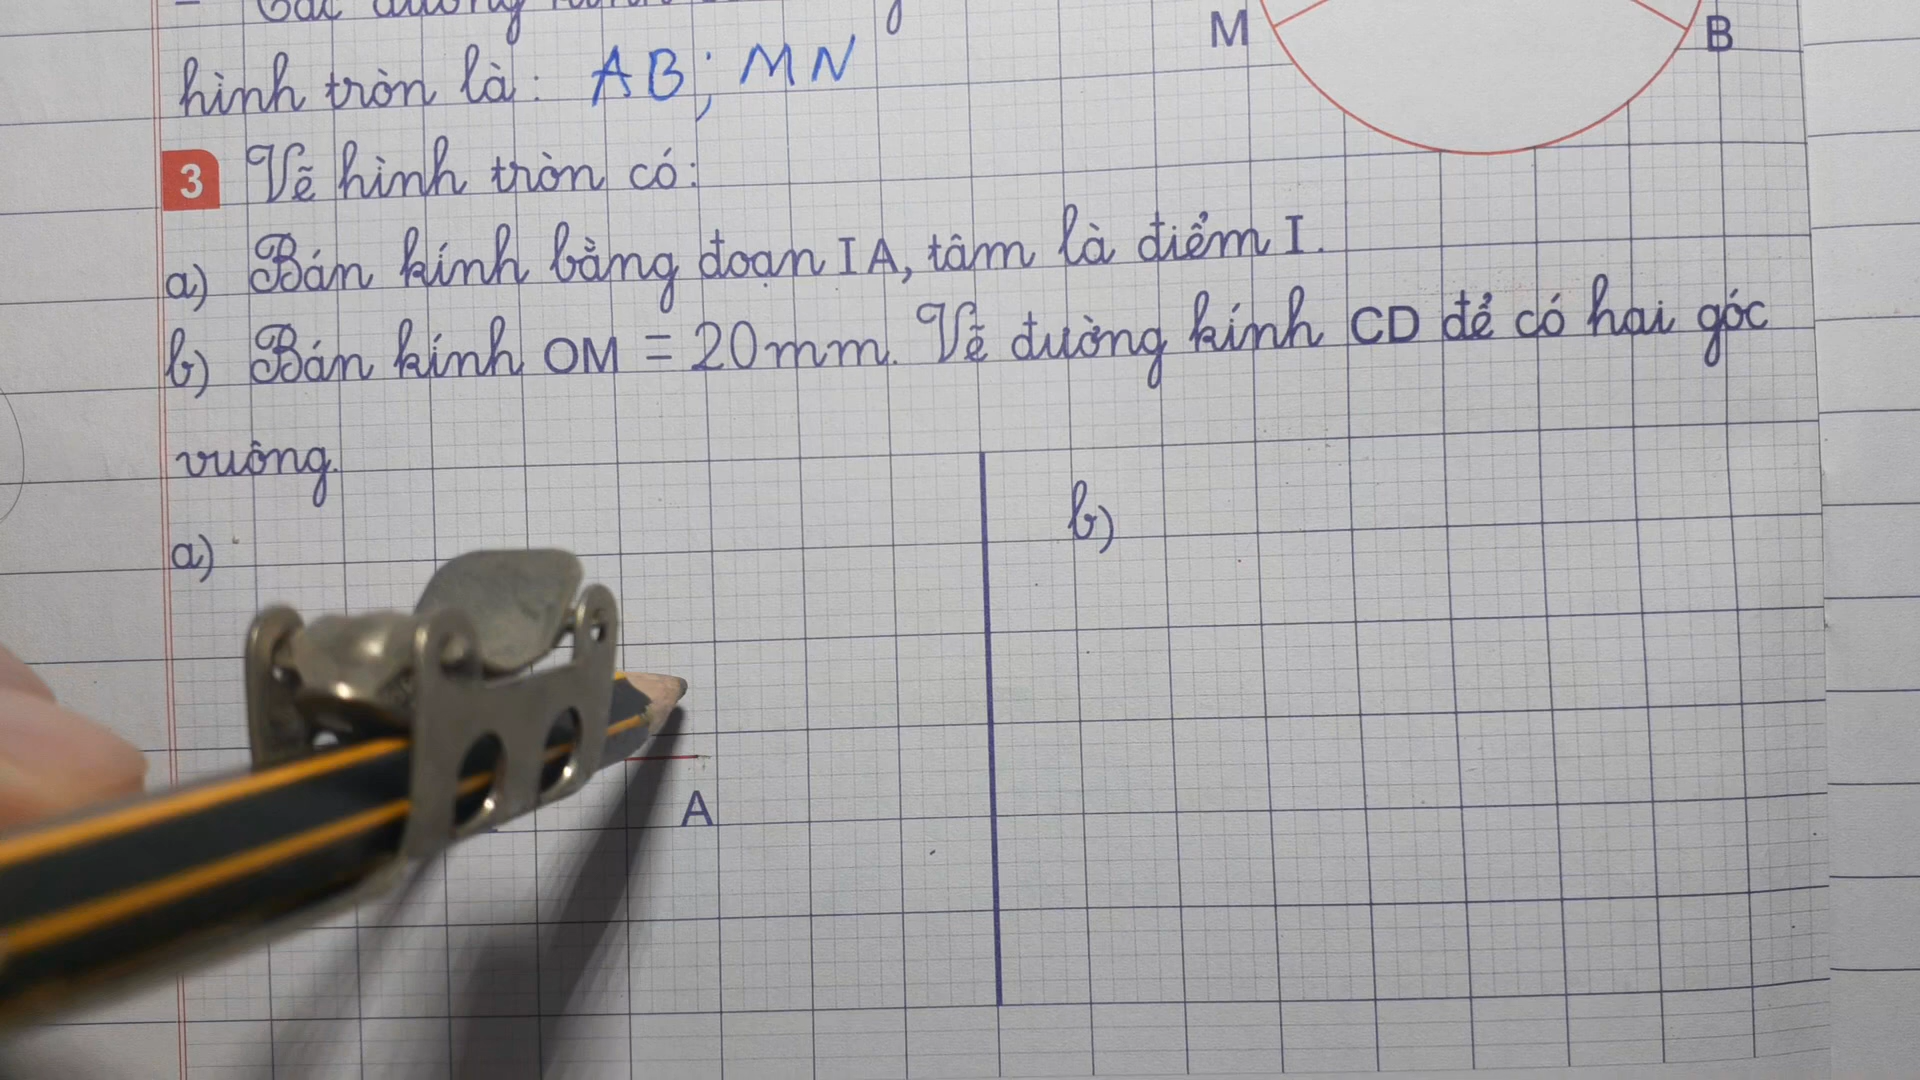 M B
hình tròn là: AB; MN
3 Vẽ hình tròn có:
a) Bán kính bằng đoạn IA, tâm là điểm I.
b) Bán kính OM = 20mm. Vẽ đường kính CD để có hai góc
vuông.
a)
b)
A